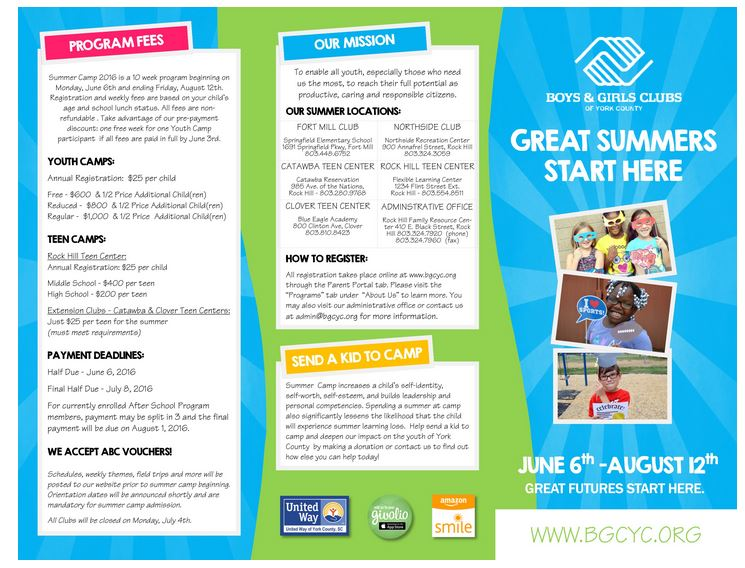 PROGRAM FEES
Summer Camp 2016 is a 10 week program beginning on
Monday, June 6th and ending Friday, August 12th.
Registration and weekly fees are based on your child's
age and school lunch status. All fees are non-
refundable. Take advantage of our pre-payment
discount: one free week for one Youth Camp
participant if all fees are paid in full by June 3rd.
YOUTH CAMPS:
Annual Registration: $25 per child
Free - $600 & 1/2 Price Additional Child(ren)
Reduced - $800 & 1/2 Price Additional Child(ren)
Regular - $1,000 & 1/2 Price Additional Child(ren)
TEEN CAMPS:
Rock Hill Teen Center:
Annual Registration: $25 per child
Middle School - $400 per teen
High School - $200 per teen
Extension Clubs - Catawba & Clover Teen Centers:
Just $25 per teen for the summer
(must meet requirements)
PAYMENT DEADLINES:
Half Due - June 6, 2016
Final Half Due - July 8, 2016
For currently enrolled After School Program
members, payment may be split in 3 and the final
payment will be due on August 1, 2016.
WE ACCEPT ABC VOUCHERS!
Schedules, weekly themes, field trips and more will be
posted to our website prior to summer camp beginning.
Orientation dates will be announced shortly and are
mandatory for summer camp admission.
All Clubs will be closed on Monday, July 4th.
OUR MISSION
To enable all youth, especially those who need
us the most, to reach their full potential as
productive, caring and responsible citizens.
OUR SUMMER LOCATIONS:
FORT MILL CLUB
Springfield Elementary School
1691 Springfield Pkwy, Fort Mill
803.448.6752
NORTHSIDE CLUB
Northside Recreation Center
900 Annafrel Street, Rock Hill
803.324.3059
CATAWBA TEEN CENTER
Catawba Reservation
985 Ave. of the Nations,
Rock Hill - 803.280.9768
ROCK HILL TEEN CENTER
Flexible Learning Center
1234 Flint Street Ext.
Rock Hill - 803.554.8511
CLOVER TEEN CENTER
Blue Eagle Academy
800 Clinton Ave, Clover
803.810.8423
ADMINSTRATIVE OFFICE
Rock Hill Family Resource Cen-
ter 410 E. Black Street, Rock
Hill 803.324.7920 (phone)
803.324.7960 (fax)
HOW TO REGISTER:
All registration takes place online at www.bgcyc.org
through the Parent Portal tab. Please visit the
"Programs" tab under "About Us" to learn more. You
may also visit our administrative office or contact us
at admin@bgcyc.org for more information.
SEND A KID TO CAMP
Summer Camp increases a child's self-identity,
self-worth, self-esteem, and builds leadership and
personal competencies. Spending a summer at camp
also significantly lessens the likelihood that the child
will experience summer learning loss. Help send a kid to
camp and deepen our impact on the youth of York
County by making a donation or contact us to find out
how else you can help today!
United
Way
United Way of York County, SC
givelio
App Store
amazon
smile
BOYS & GIRLS CLUBS
OF YORK COUNTY
GREAT SUMMERS
START HERE
I
SPORTS!
celebrate!
JUNE 6th - AUGUST 12th
GREAT FUTURES START HERE.
WWW.BGCYC.ORG